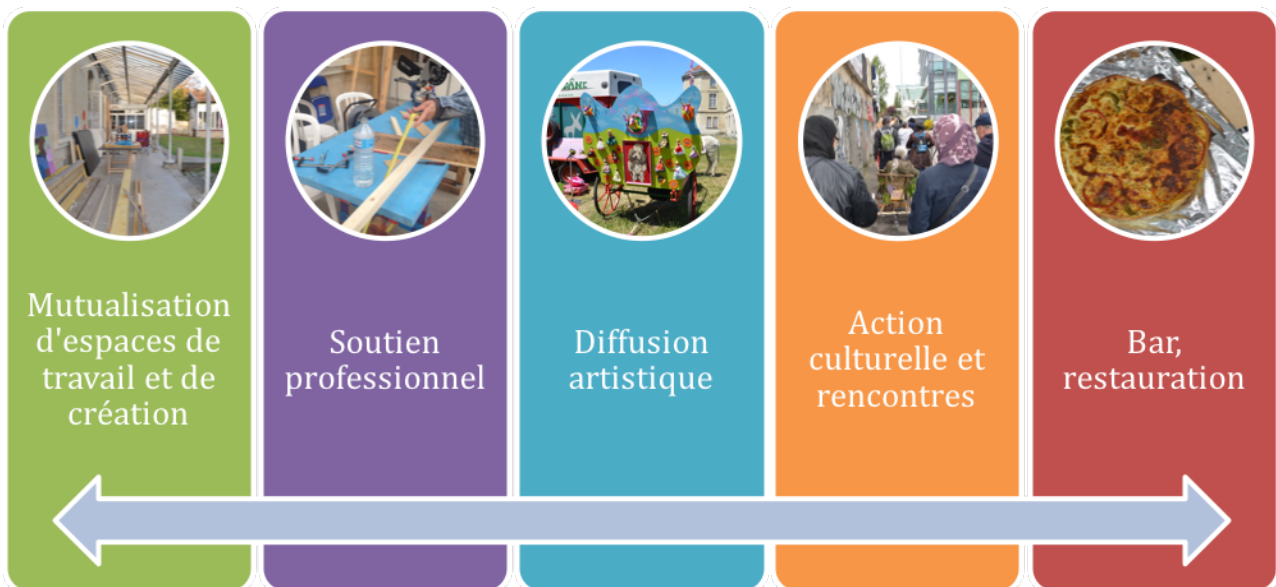 Mutualisation
d'espaces de
travail et de
création
Soutien
professionnel
Diffusion
artistique
Action
culturelle et
rencontres
Bar,
restauration